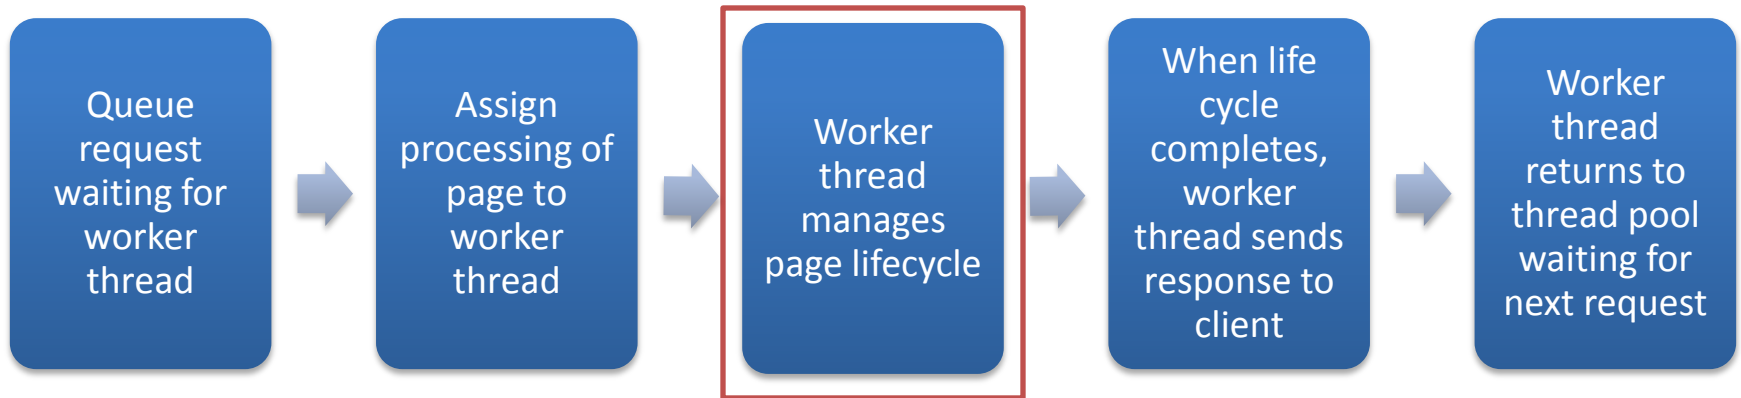 Queue
request
waiting for
worker
thread
Assign
processing of
page to
worker
thread
Worker
thread
manages
page lifecycle
When life
cycle
completes,
worker
thread sends
response to
client
Worker
thread
returns to
thread pool
waiting for
next request